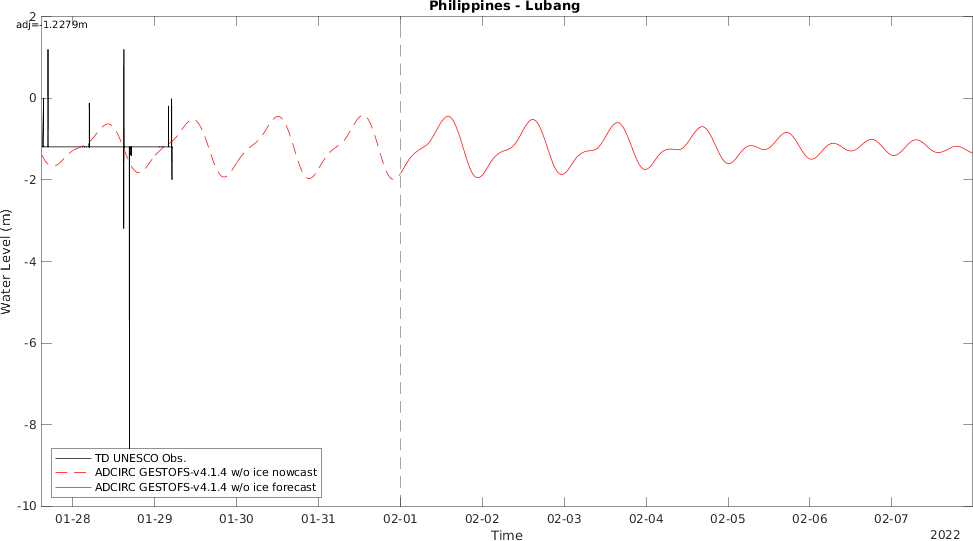 Philippines - Lubang
adj=-1.2279m
2
0
-2
-4
-6
-8
-10
Water Level (m)
TD UNESCO Obs.
ADCIRC GESTOFS-v4.1.4 w/o ice nowcast
ADCIRC GESTOFS-v4.1.4 w/o ice forecast
01-28 01-29 01-30 01-31 02-01 02-02 02-03 02-04 02-05 02-06 02-07
Time
2022